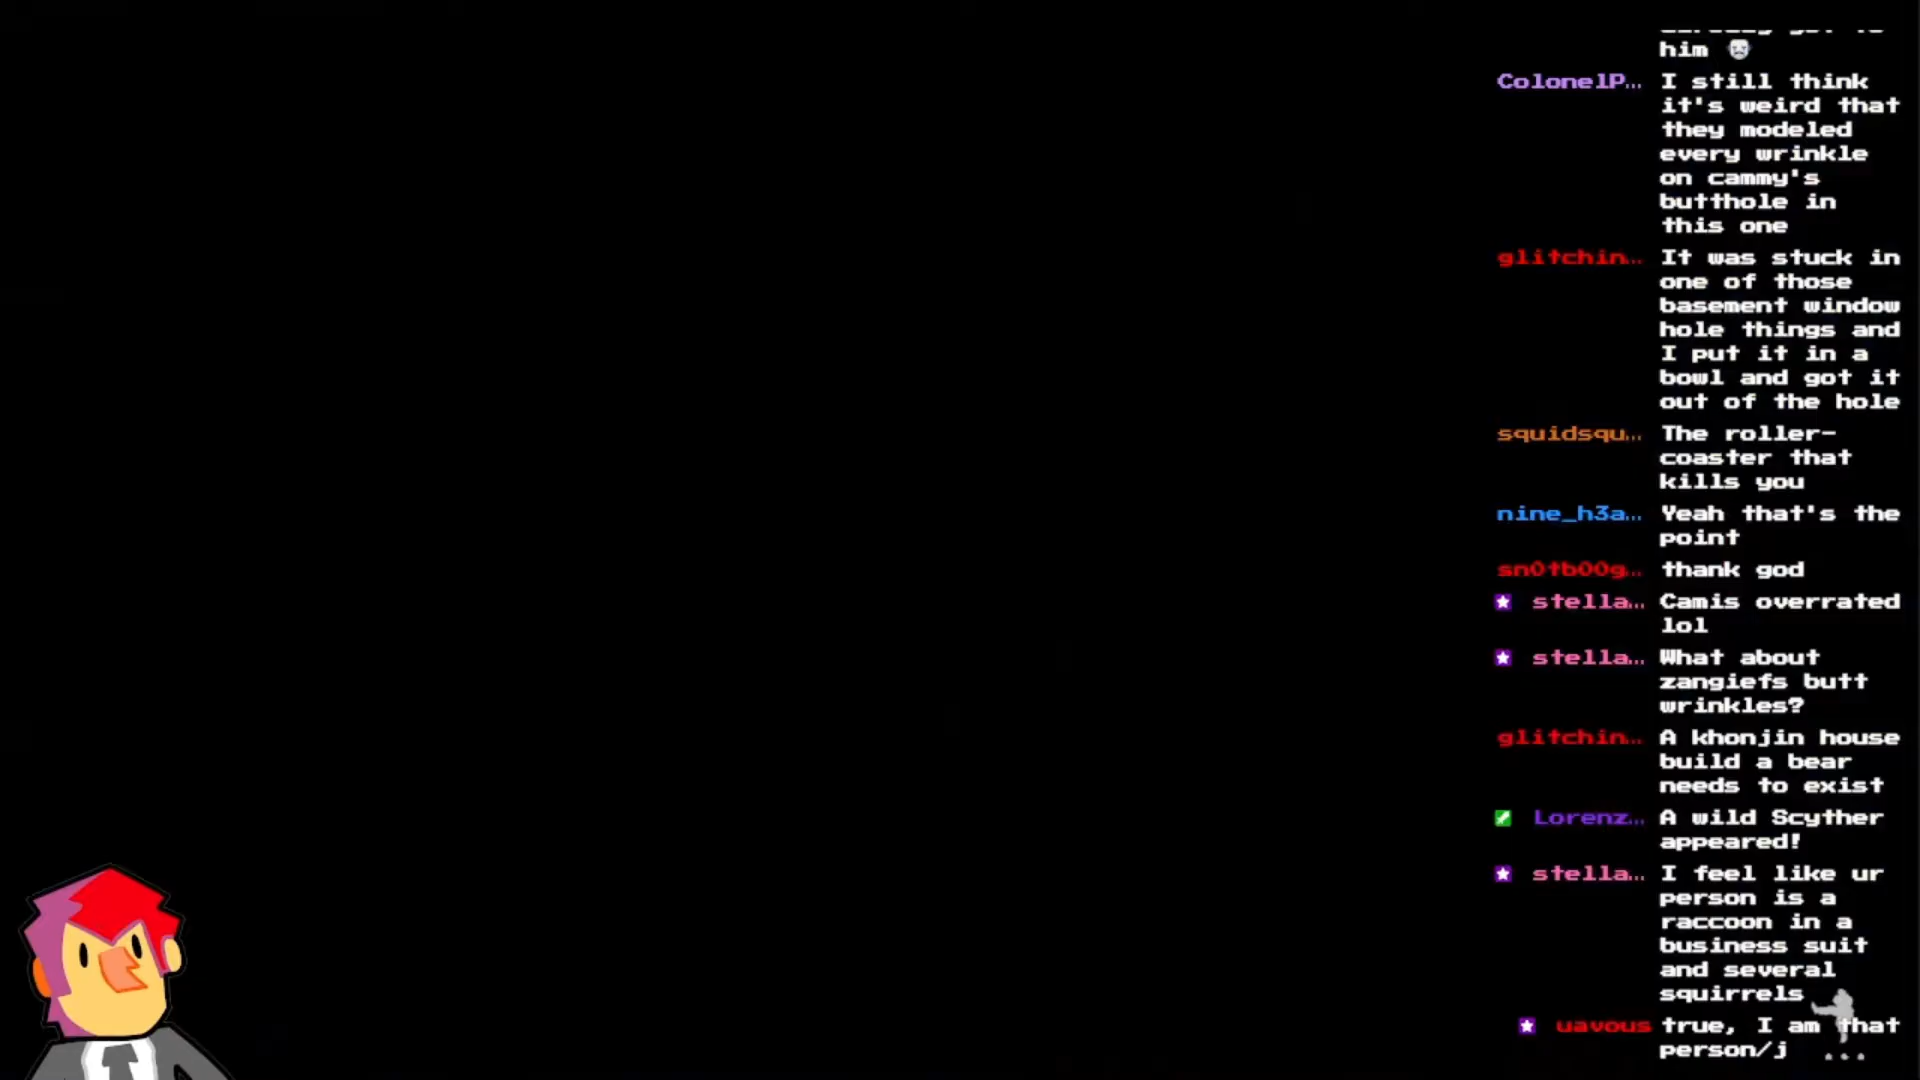 him
ColonelP... I still think
it's weird that
they modeled
every wrinkle
on cammy's
butthole in
this one
glitchin... It was stuck in
one of those
basement window
hole things and
I put it in a
bowl and got it
out of the hole
squidsqu... The roller-
coaster that
kills you
nine_h3a... Yeah that's the
point
sn0tb00g... thank god
stella... Camis overrated
lol
stella... What about
zangiefs butt
wrinkles?
glitchin... A khonjin house
build a bear
needs to exist
Lorenz... A wild Scyther
appeared!
stella... I feel like ur
person is a
raccoon in a
business suit
and several
squirrels
uavous true, I am that
person/j